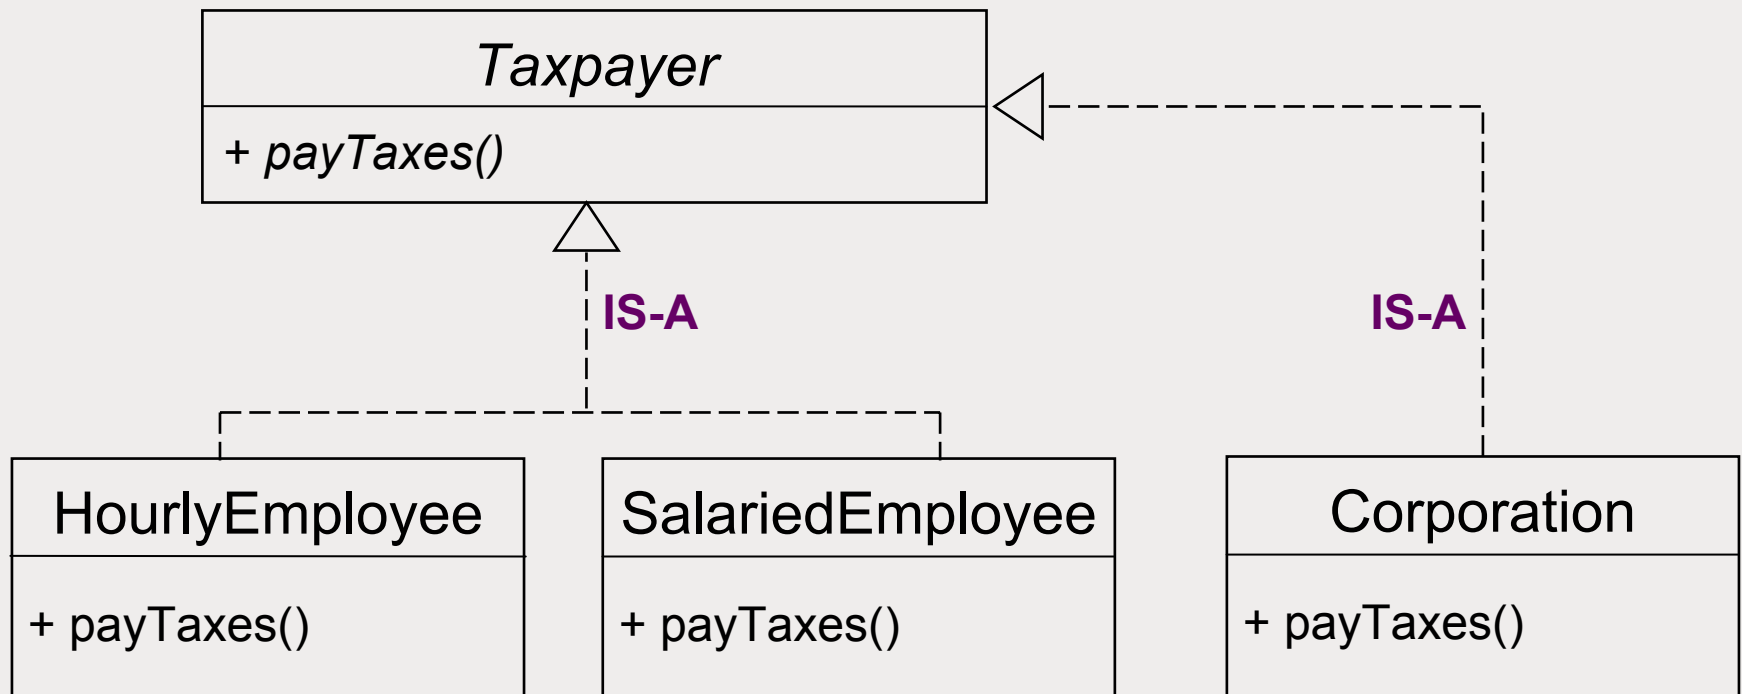 Taxpayer
+ payTaxes()
IS-A
IS-A
HourlyEmployee
SalariedEmployee
Corporation
+ payTaxes()
+ payTaxes()
+ payTaxes()